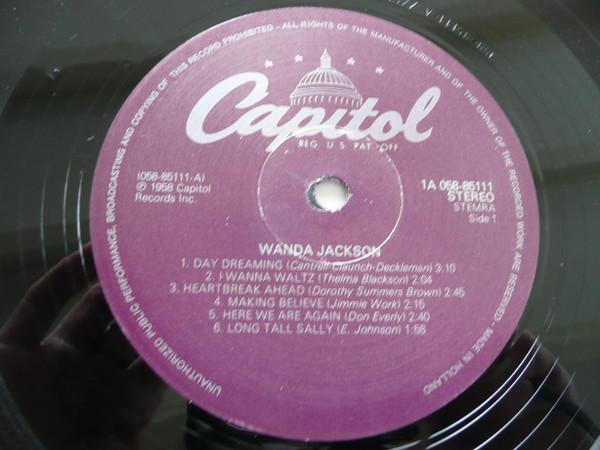 UNAUTHORIZED PUBLIC PERFORMANCE, BROADCASTING AND COPYING OF THIS RECORD PROHIBITED - ALL RIGHTS OF THE MANUFACTURER AND OF THE OWNER OF THE RECORDED WORK ARE RESERVED - MADE IN HOLLAND
Capitol
REG. U.S. PAT. OFF.
(058-85111-A)
℗ 1958 Capitol
Records Inc.
1A 058-85111
STEREO
STEMRA
Side 1
WANDA JACKSON
1. DAY DREAMING (Cantrell-Claunch-Deckleman) 3:10
2. I WANNA WALTZ (Thelma Blackson) 2:04
3. HEARTBREAK AHEAD (Dorothy Summers Brown) 2:45
4. MAKING BELIEVE (Jimmie Work) 2:15
5. HERE WE ARE AGAIN (Don Everly) 2:40
6. LONG TALL SALLY (E. Johnson) 1:58